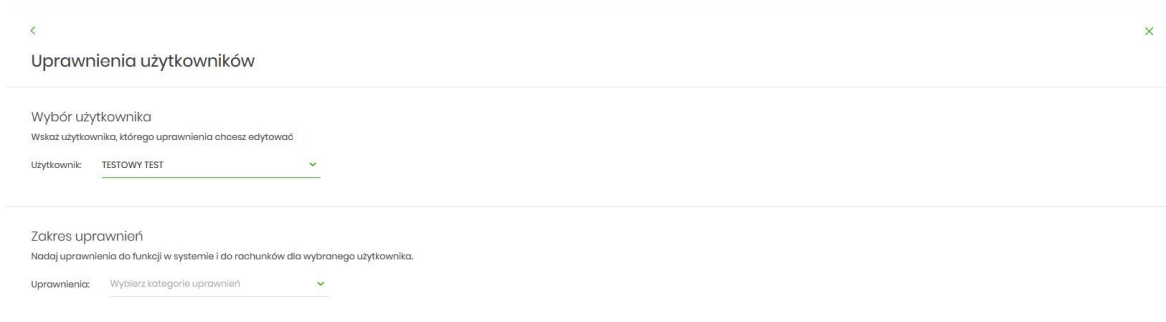 Uprawnienia użytkowników
Wybór użytkownika
Wskaż użytkownika, którego uprawnienia chcesz edytować
Użytkownik: TESTOWY TEST
Zakres uprawnień
Nadaj uprawnienia do funkcji w systemie i do rachunków dla wybranego użytkownika.
Uprawnienia: Wybierz kategorie uprawnień